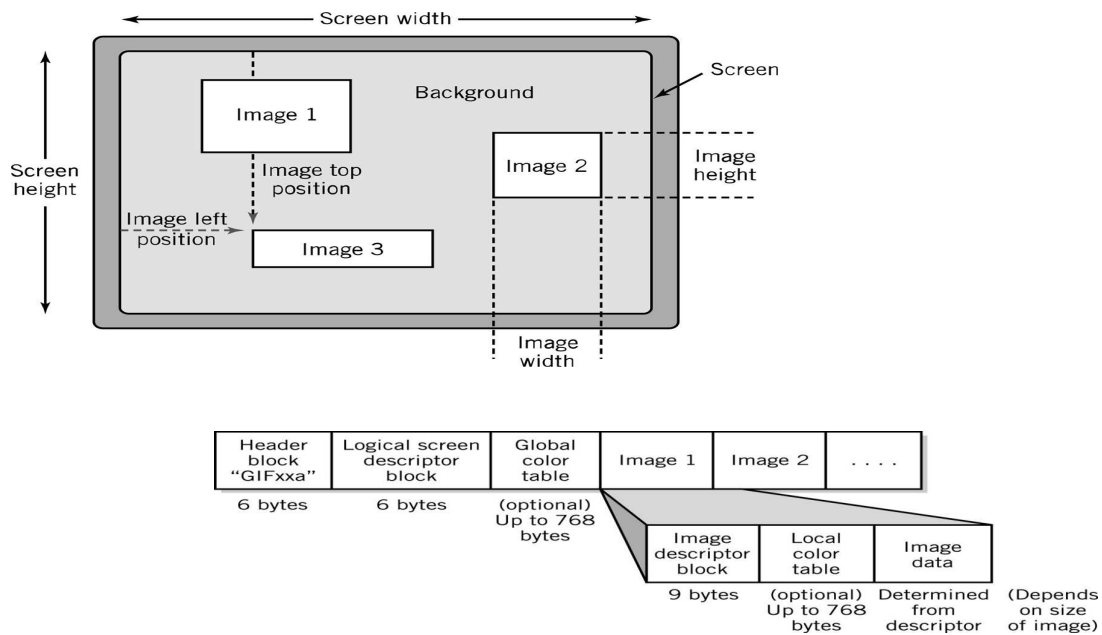 Screen width
Screen
Background
Image 1
Image 2
Image
height
Screen
height
Image top
position
Image left
position
Image 3
Image
width
Header
block
“GIFxxa”
Logical screen
descriptor
block
Global
color
table
Image 1
Image 2
. . . .
6 bytes
6 bytes
(optional)
Up to 768
bytes
Image
descriptor
block
Local
color
table
Image
data
9 bytes
(optional)
Up to 768
bytes
Determined
from
descriptor
(Depends
on size
of image)